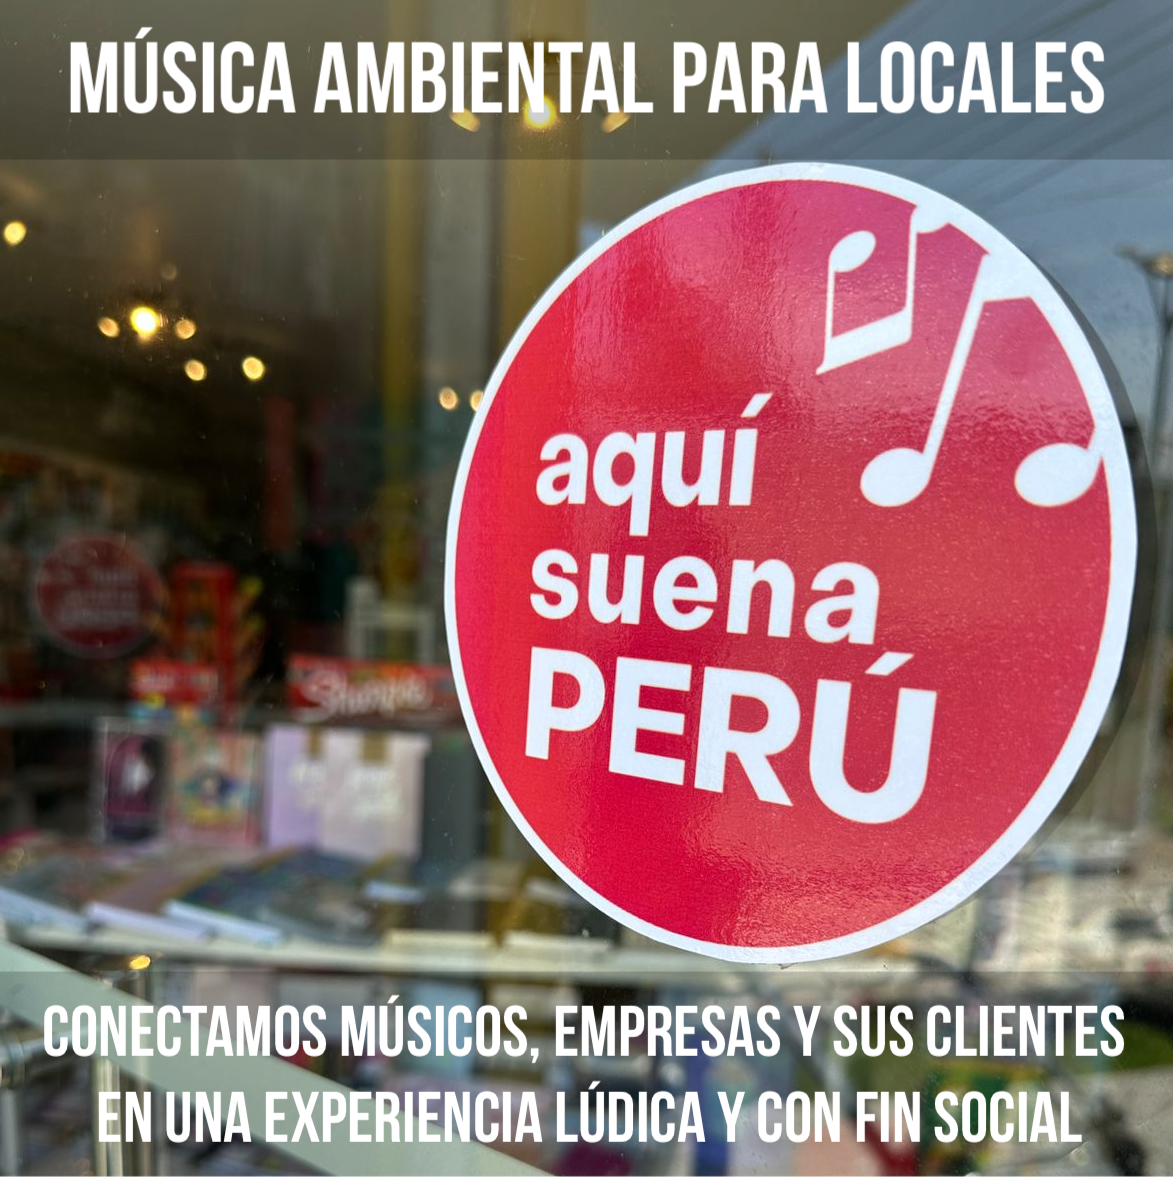 MÚSICA AMBIENTAL PARA LOCALES
aquí
suena
PERÚ
Sharpie
CONECTAMOS MÚSICOS, EMPRESAS Y SUS CLIENTES
EN UNA EXPERIENCIA LÚDICA Y CON FIN SOCIAL